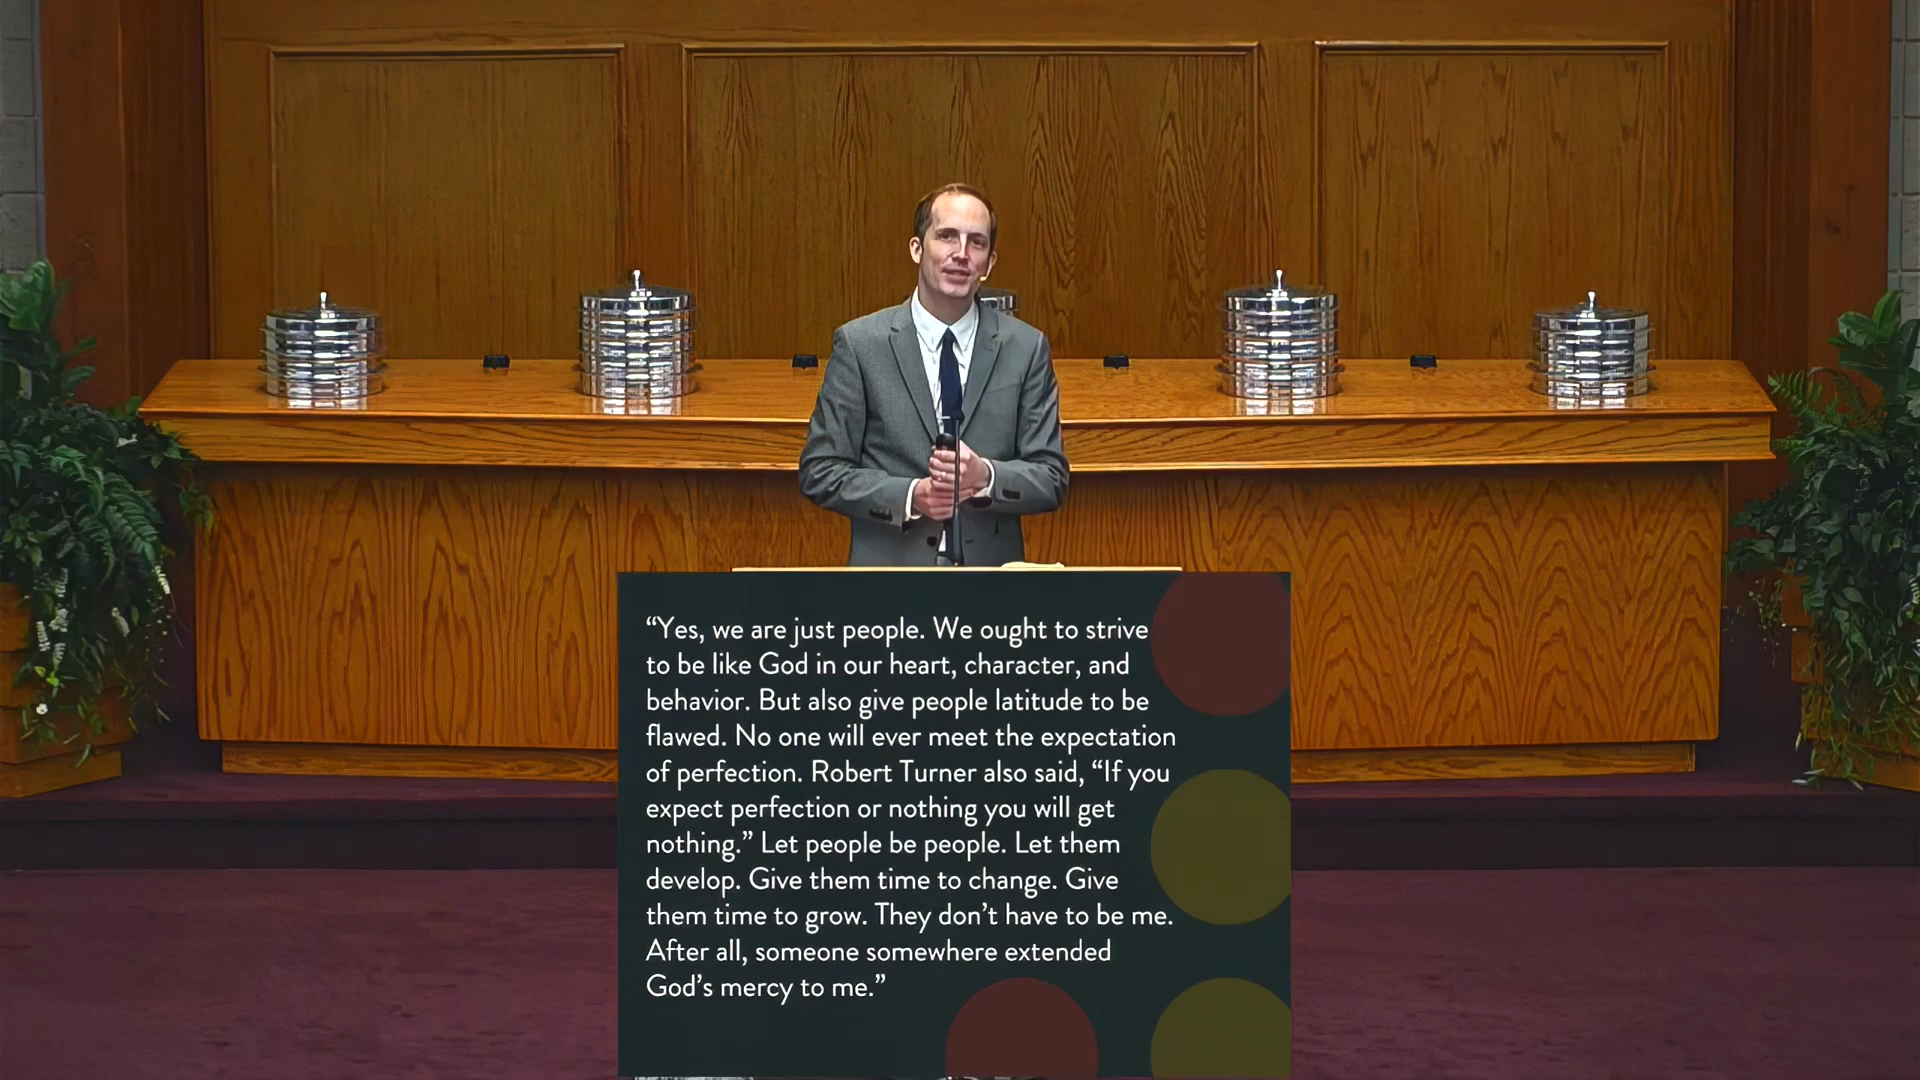 “Yes, we are just people. We ought to strive
to be like God in our heart, character, and
behavior. But also give people latitude to be
flawed. No one will ever meet the expectation
of perfection. Robert Turner also said, “If you
expect perfection or nothing you will get
nothing.” Let people be people. Let them
develop. Give them time to change. Give
them time to grow. They don’t have to be me.
After all, someone somewhere extended
God’s mercy to me.”